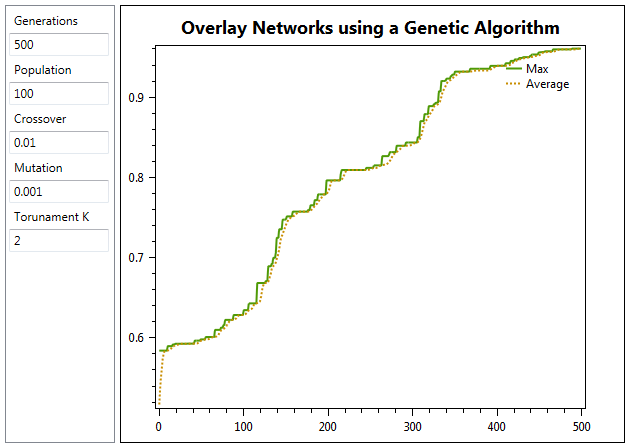 Generations
500
Population
100
Crossover
0.01
Mutation
0.001
Torunament K
2
Overlay Networks using a Genetic Algorithm
Max
Average
0.9
0.8
0.7
0.6
0 100 200 300 400 500